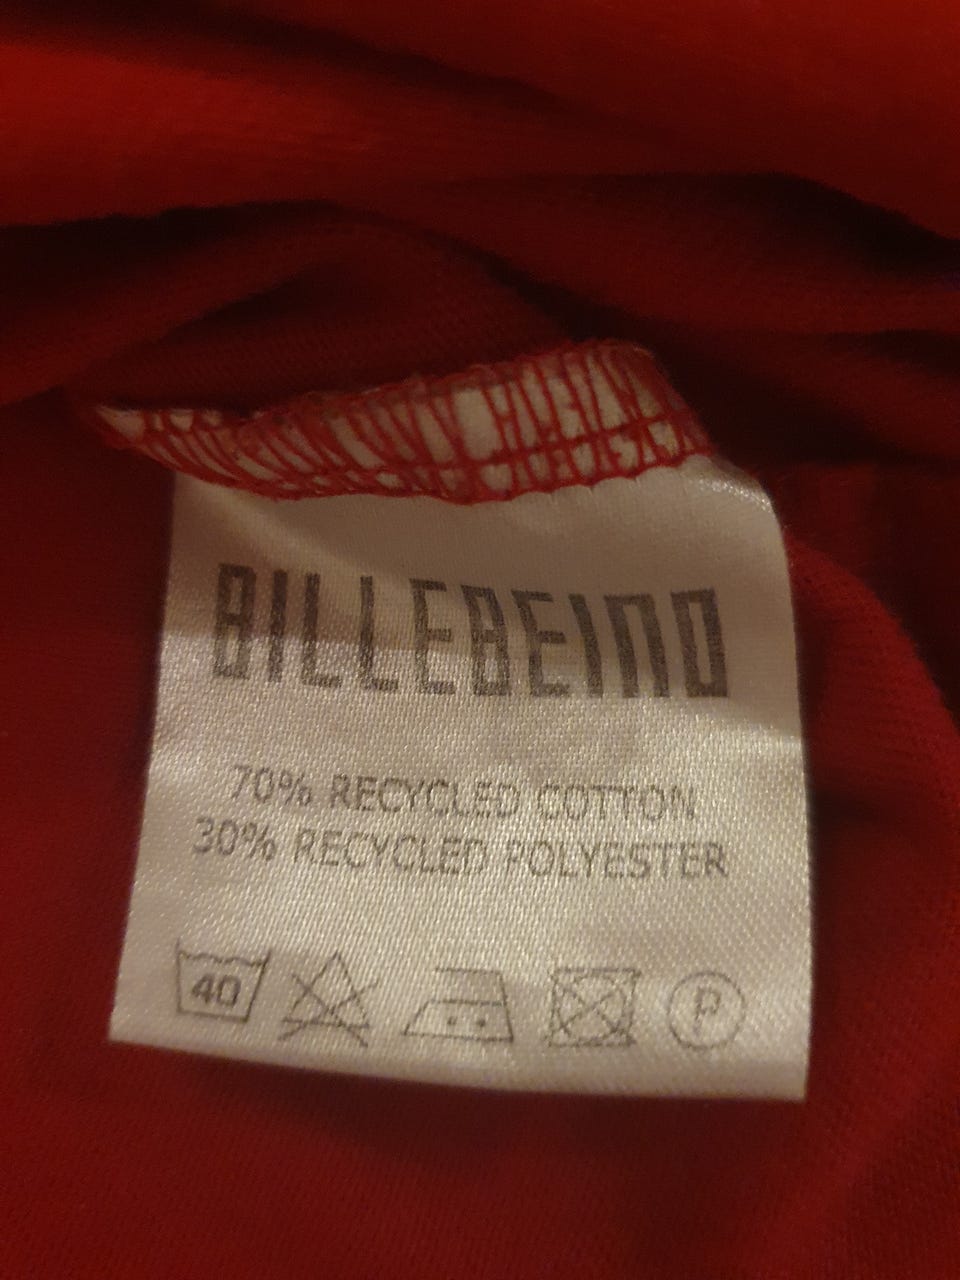 BILLEBEINO
70% RECYCLED COTTON
30% RECYCLED POLYESTER
40 P